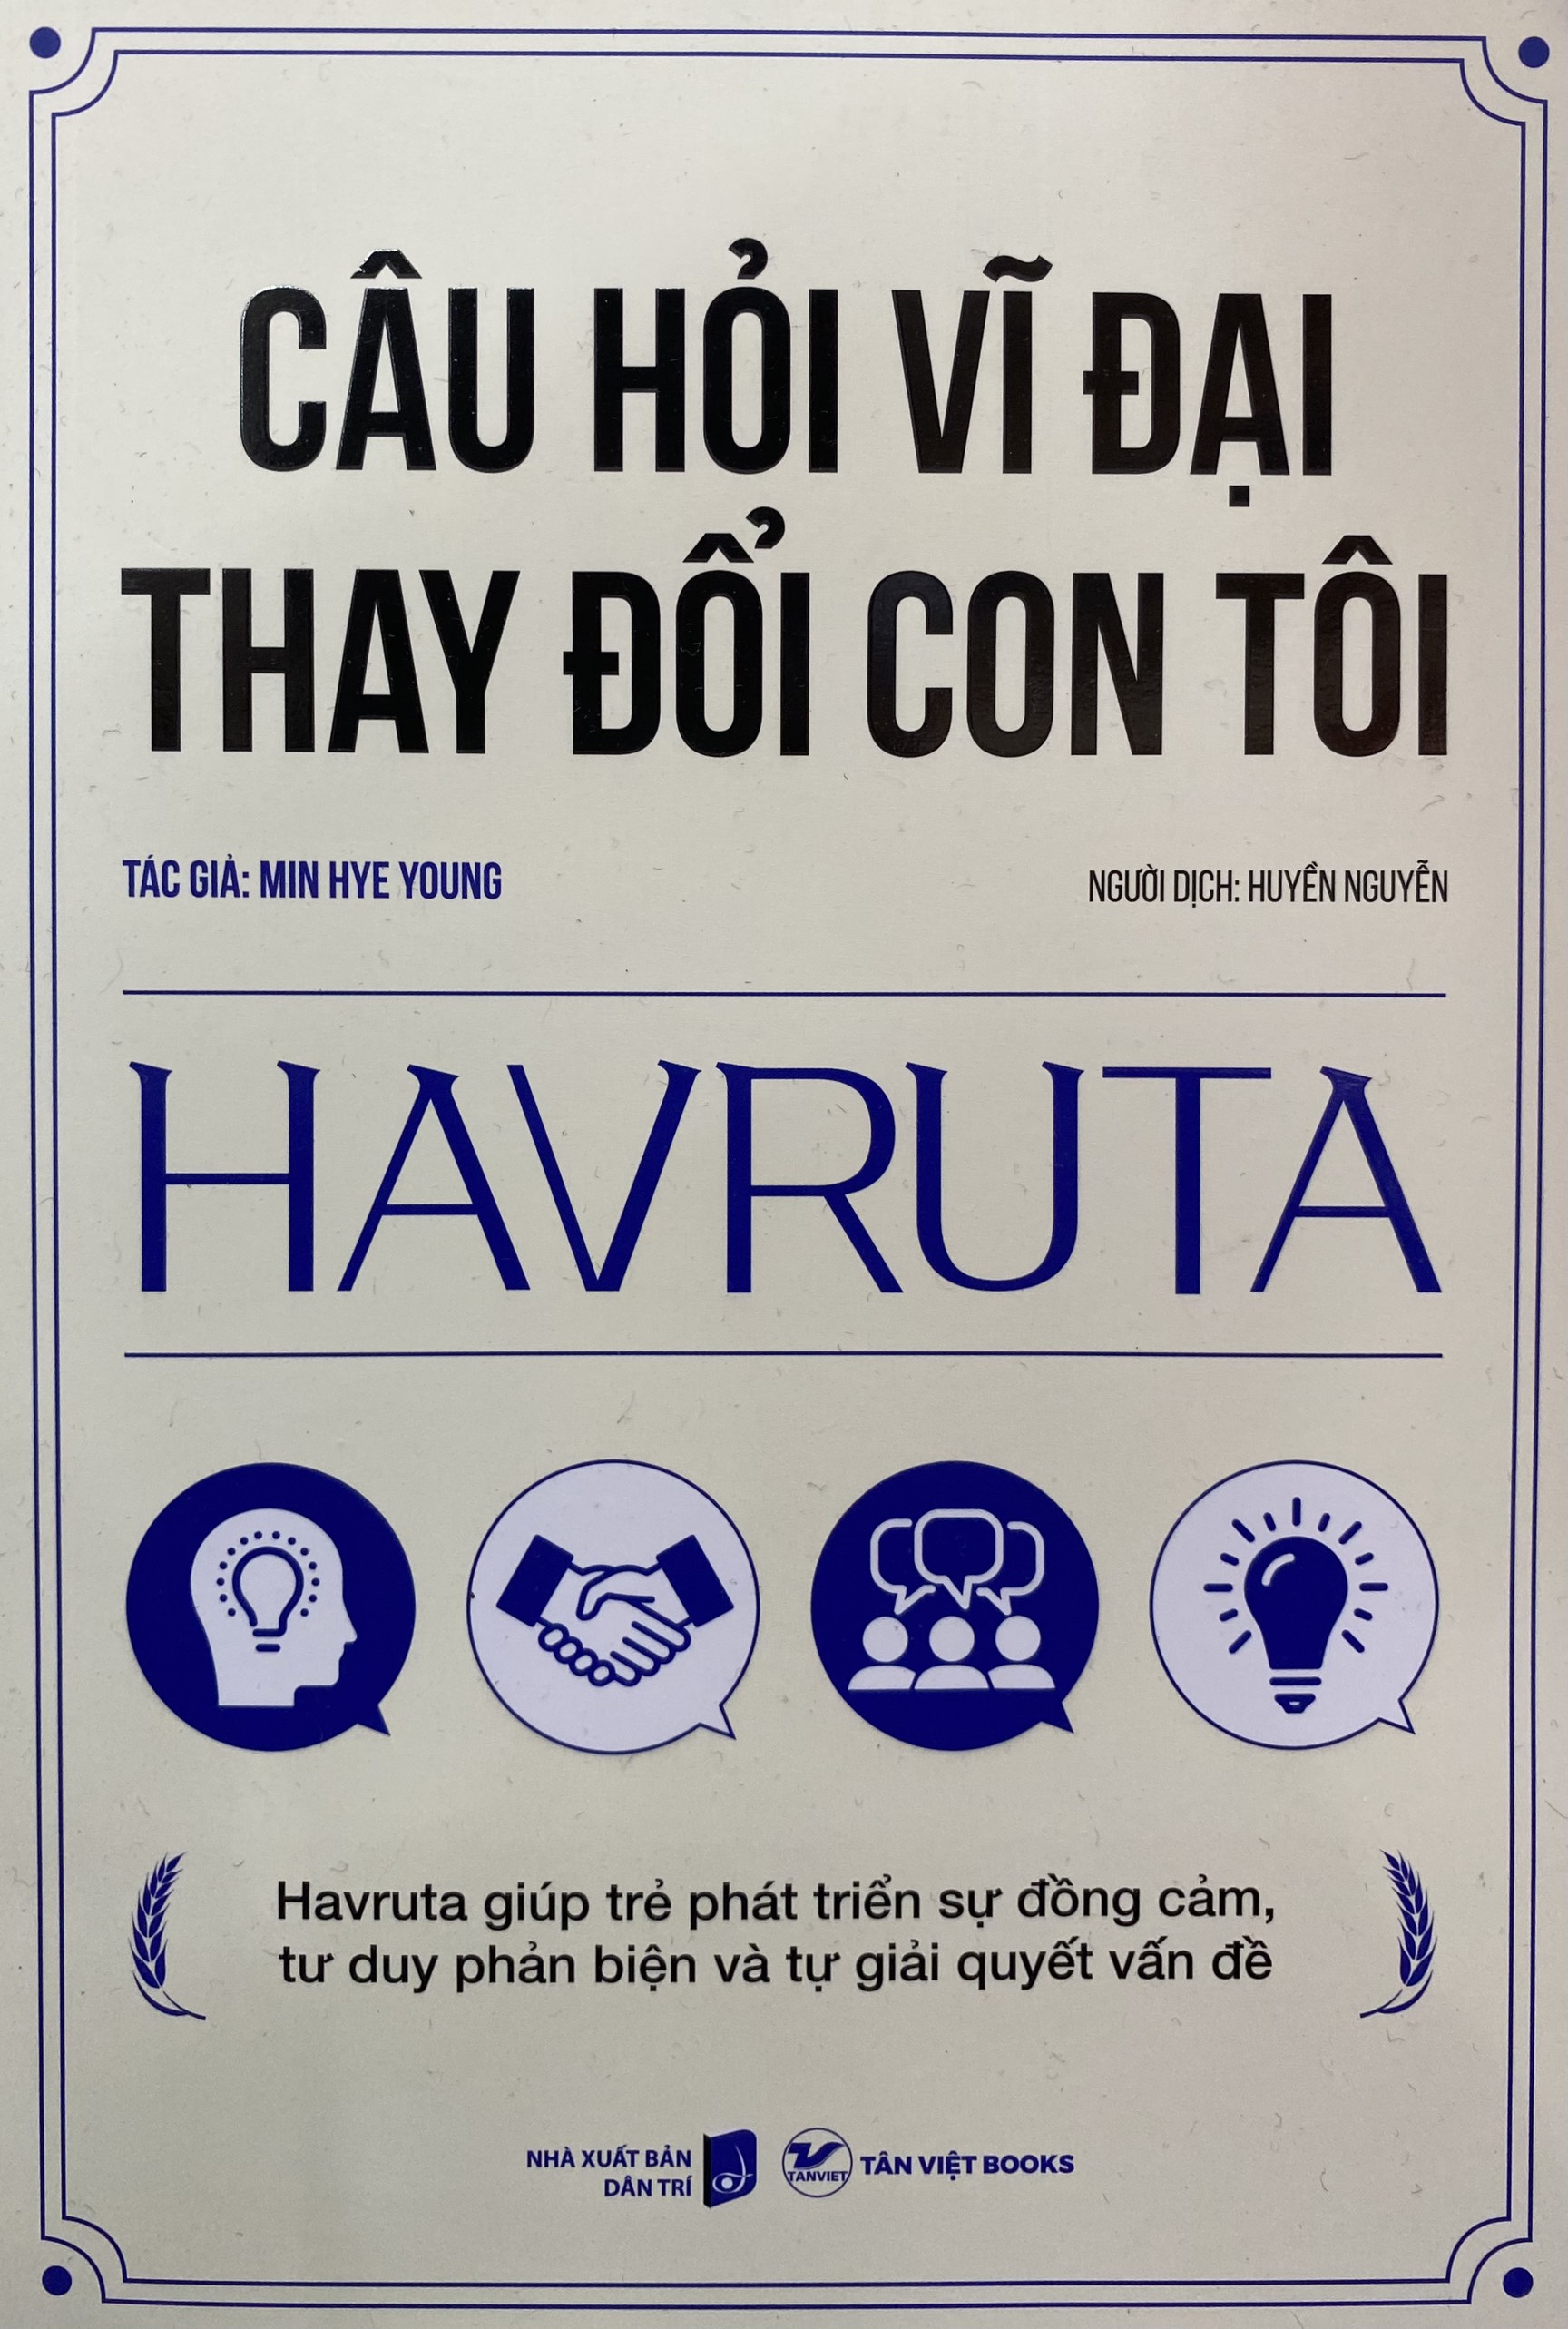 CÂU HỎI VĨ ĐẠI
THAY ĐỔI CON TÔI
TÁC GIẢ: MIN HYE YOUNG
NGƯỜI DỊCH: HUYỀN NGUYỄN
HAVRUTA
Havruta giúp trẻ phát triển sự đồng cảm,
tư duy phản biện và tự giải quyết vấn đề
NHÀ XUẤT BẢN
DÂN TRÍ
TANVIET
TÂN VIỆT BOOKS